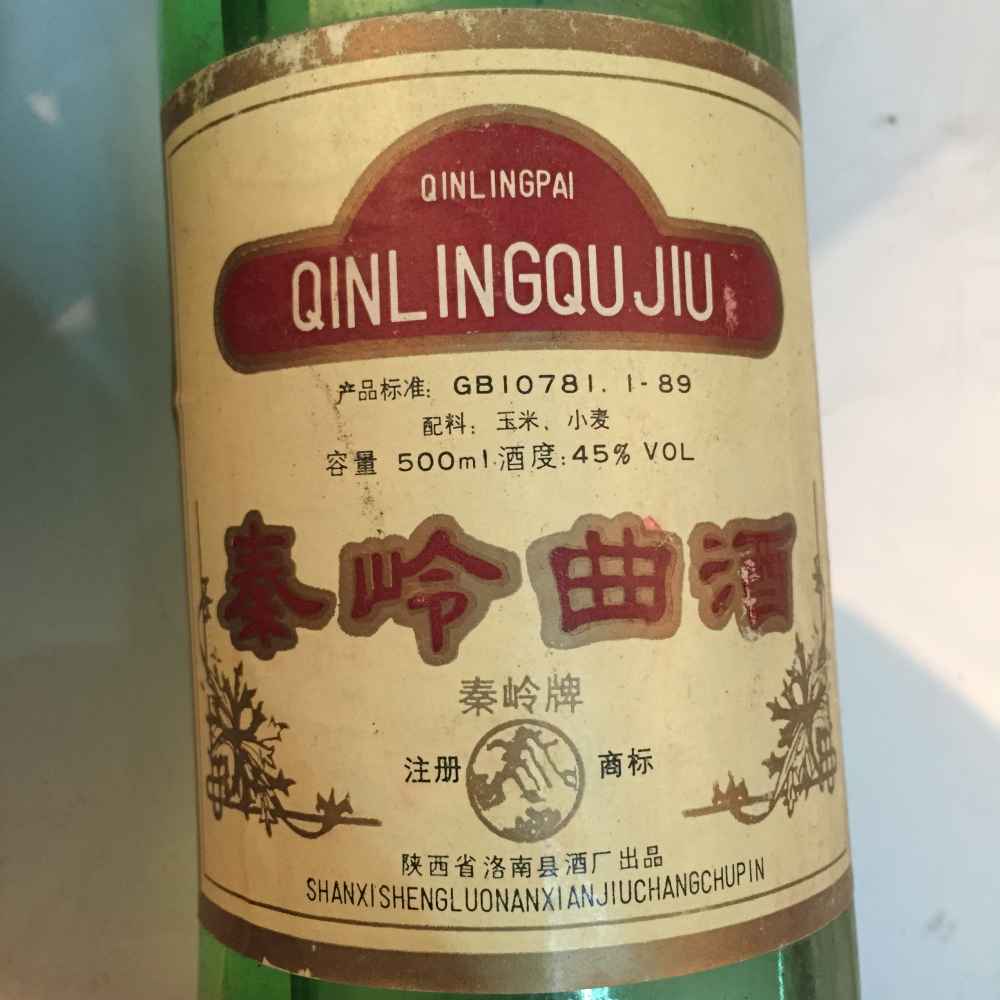 QINLINGPAI
QINLINGQUJIU
产品标准: GB10781. 1-89
配料: 玉米、小麦
容量 500ml 酒度:45% VOL
秦岭曲酒
秦岭牌
注册 商标
陕西省洛南县酒厂出品
SHANXISHENGLUONANXIANJIUCHANGCHUPIN